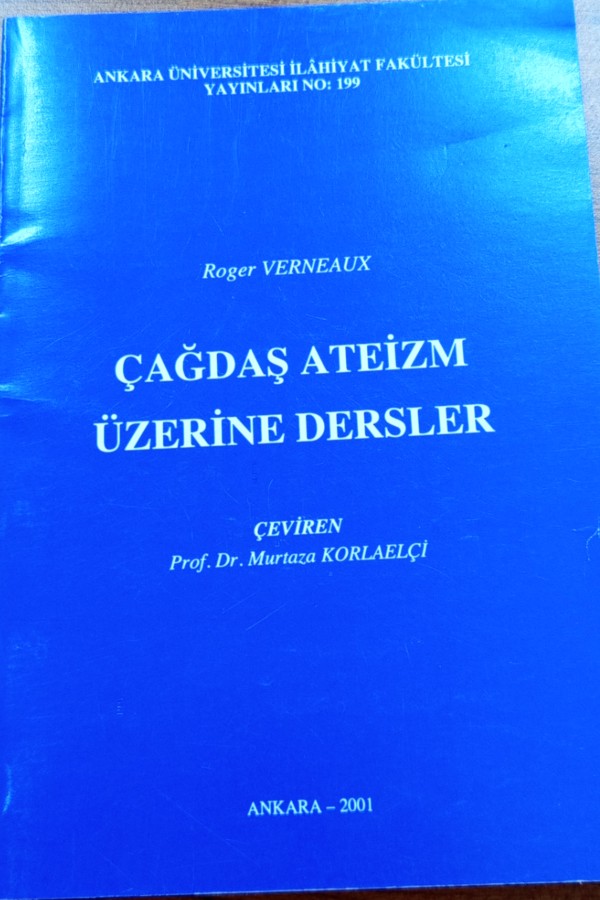 ANKARA ÜNİVERSİTESİ İLÂHİYAT FAKÜLTESİ
YAYINLARI NO: 199
Roger VERNEAUX
ÇAĞDAŞ ATEİZM
ÜZERİNE DERSLER
ÇEVİREN
Prof. Dr. Murtaza KORLAELÇİ
ANKARA – 2001